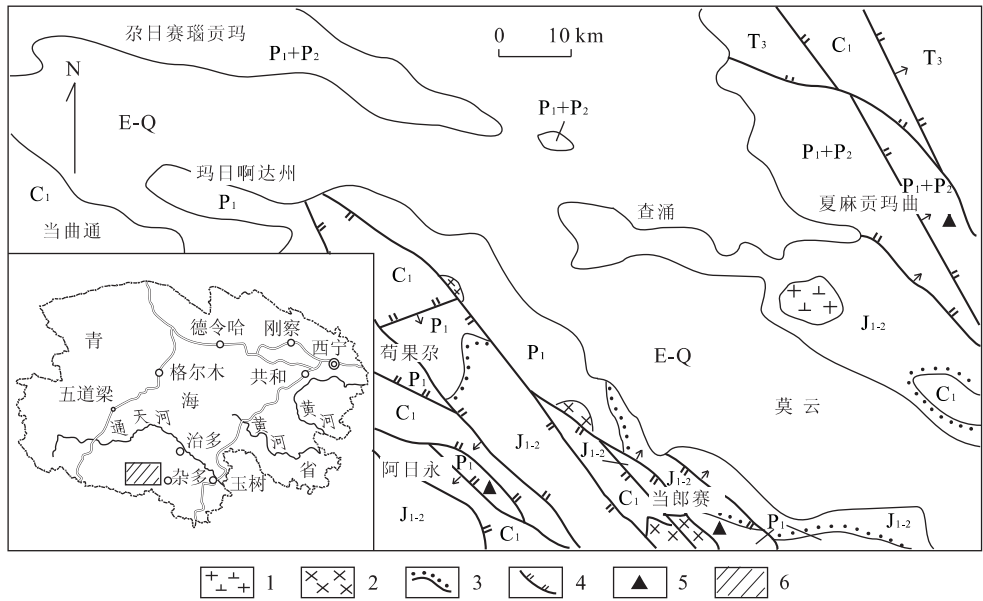 尕日赛瑙贡玛
P₁+P₂
0 10 km
T₃
C₁
T₃
N
E-Q
P₁+P₂
P₁+P₂
P₁+P₂
玛日啊达州
P₁
C₁
当曲通
查涌
夏麻贡玛曲
C₁
J₁₋₂
P₁
苟果尕
P₁
P₁
E-Q
C₁
莫云
C₁
J₁₋₂
J₁₋₂
P₁
阿日永
J₁₋₂
C₁
当郎赛
J₁₋₂
C₁
P₁
J₁₋₂
青
海
省
德令哈
刚察
西宁
格尔木
共和
五道梁
通天河
黄河
黄河
治多
杂多
玉树
1
2
3
4
5
6